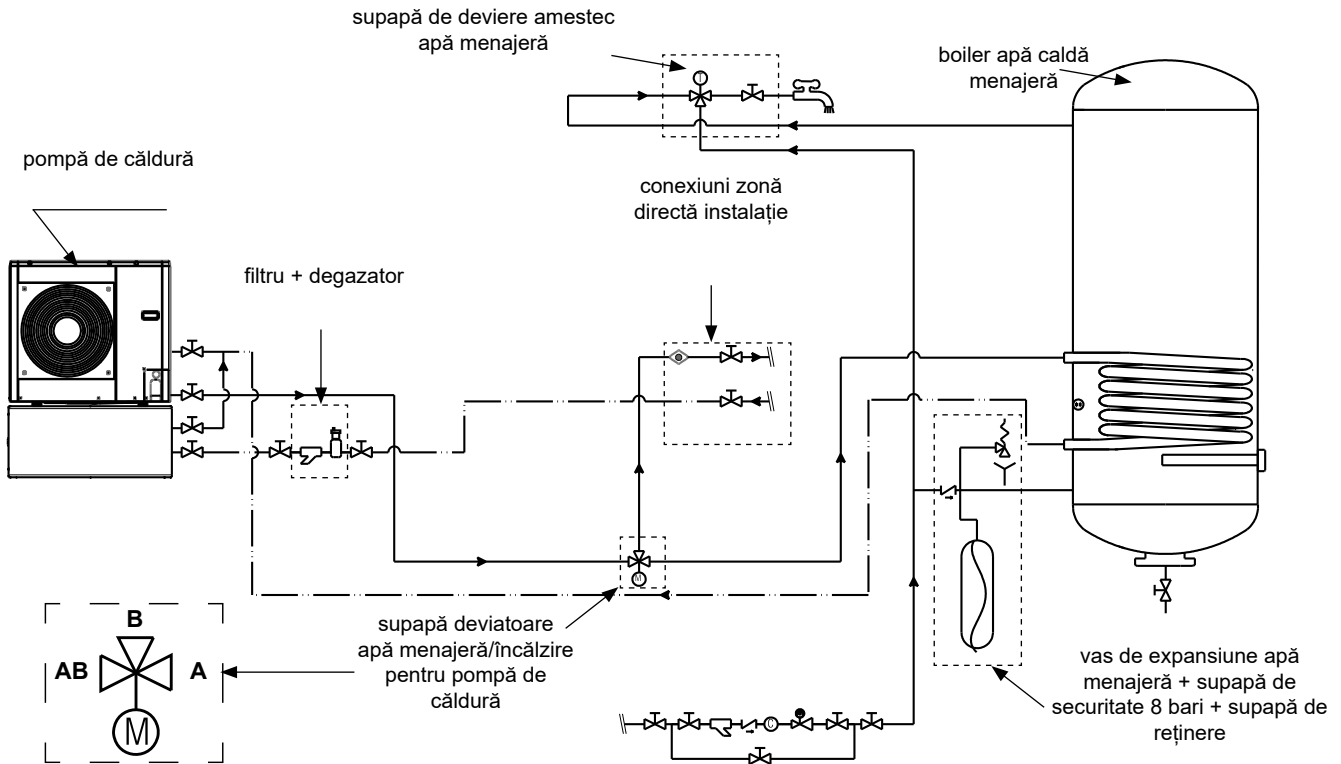 supapă de deviere amestec
apă menajeră
boiler apă caldă
menajeră
T
pompă de căldură
conexiuni zonă
directă instalație
filtru + degazator
M
B
AB
A
M
supapă deviatoare
apă menajeră/încălzire
pentru pompă de
căldură
C
vas de expansiune apă
menajeră + supapă de
securitate 8 bari + supapă de
reținere